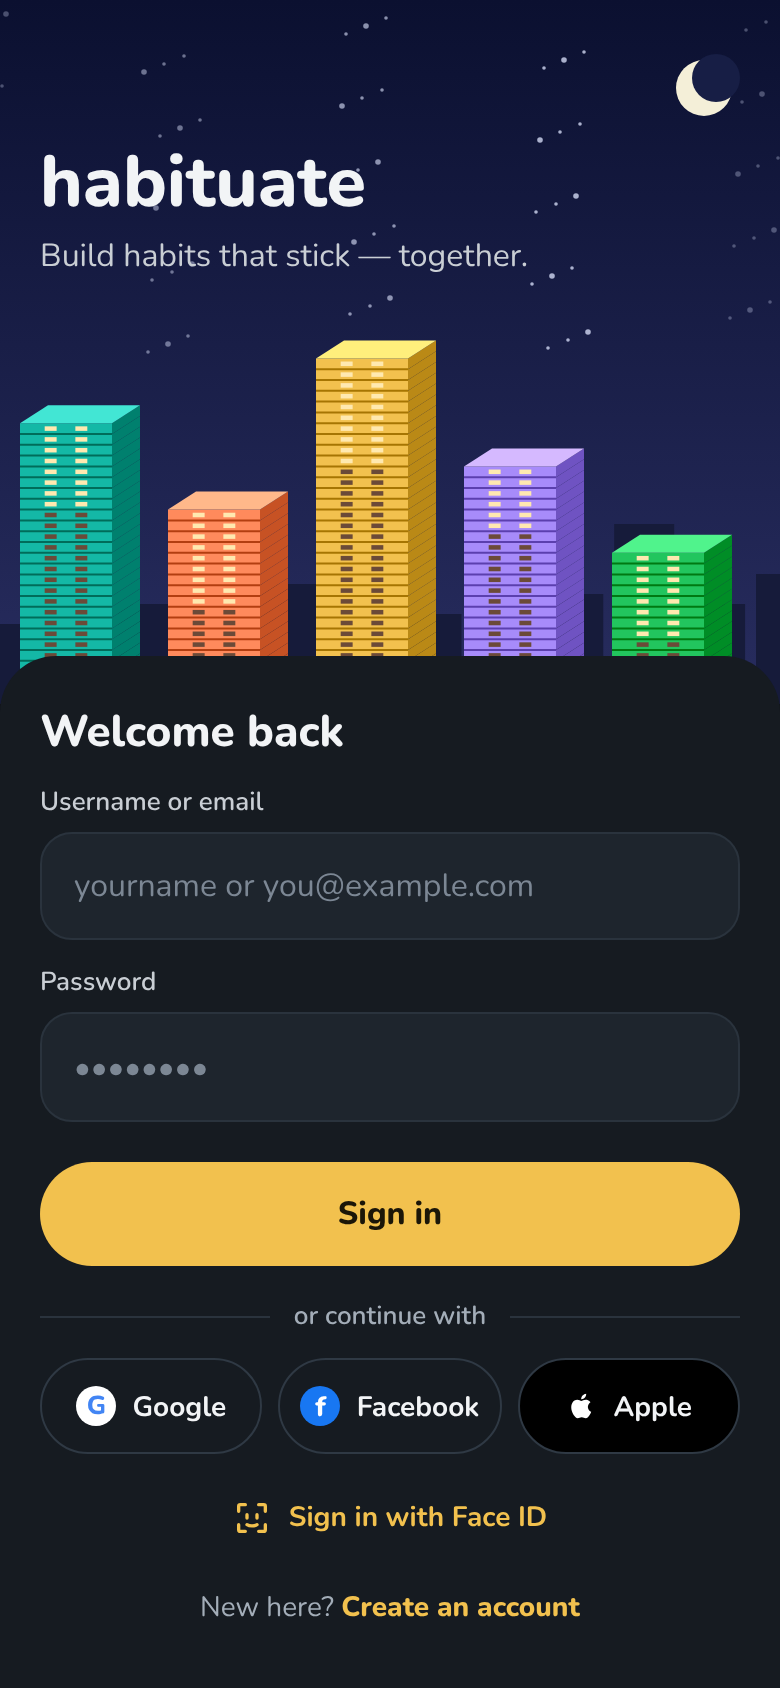 habituate
Build habits that stick — together.
Welcome back
Username or email
yourname or you@example.com
Password
••••••••
Sign in
or continue with
G Google
f Facebook
Apple
Sign in with Face ID
New here? Create an account